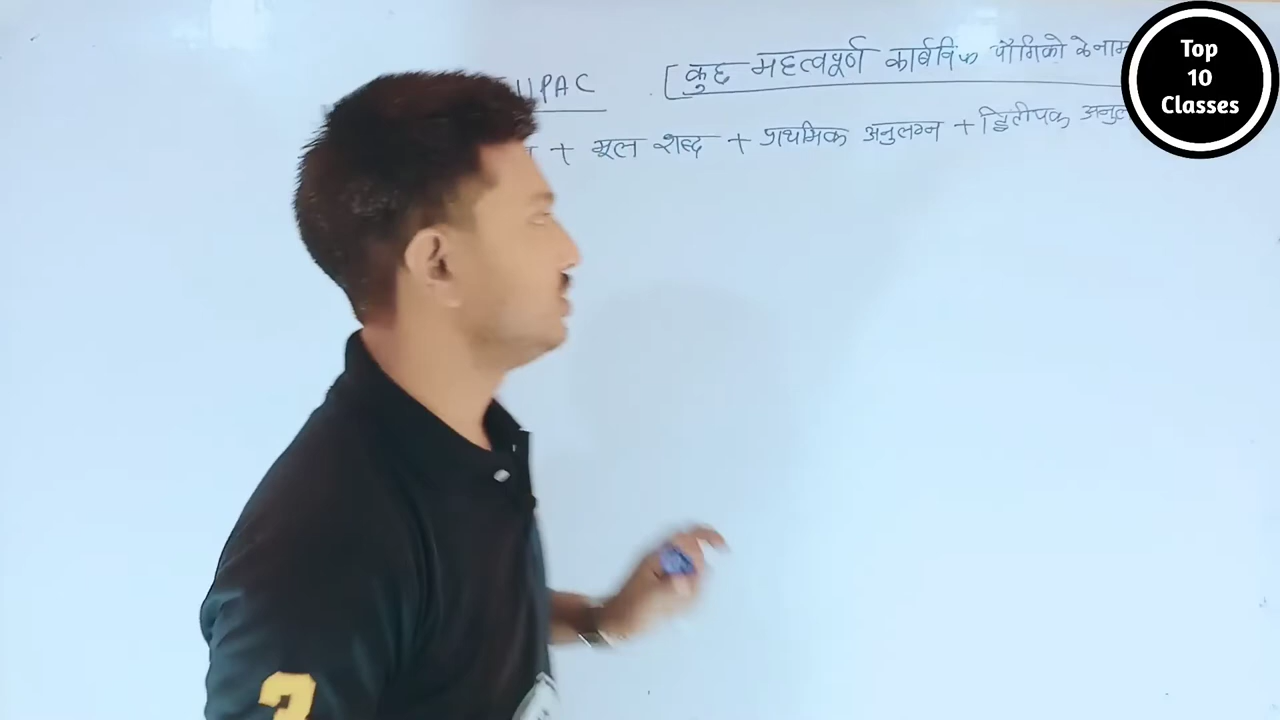 IUPAC [कुछ महत्वपूर्ण कार्बनिक यौगिको के नाम
+ मूल शब्द + प्राथमिक अनुलग्न + द्वितीयक
Top
10
Classes